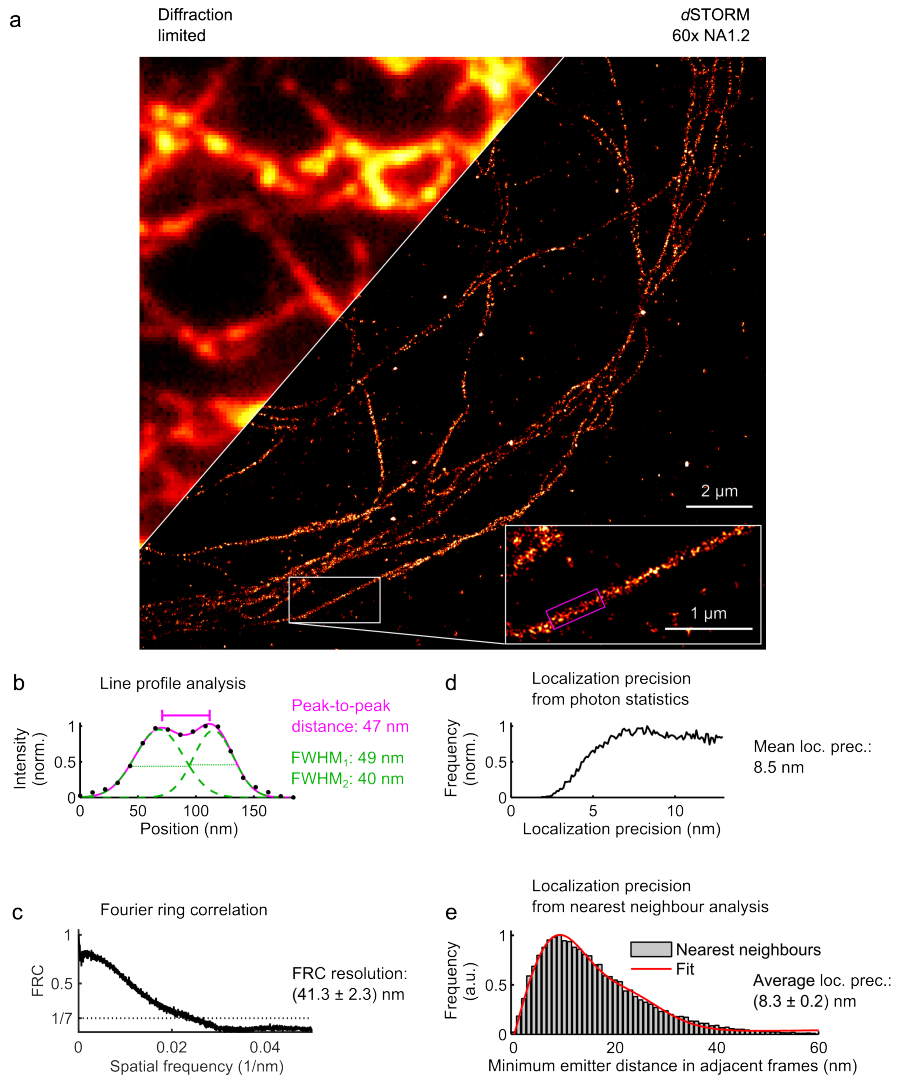 a
Diffraction
limited
dSTORM
60x NA1.2
2 µm
1 µm
b
Line profile analysis
Peak-to-peak
distance: 47 nm
FWHM₁: 49 nm
FWHM₂: 40 nm
Intensity
(norm.)
1
0.5
0
0 50 100 150
Position (nm)
d
Localization precision
from photon statistics
Mean loc. prec.:
8.5 nm
Frequency
(norm.)
1
0.5
0
0 5 10
Localization precision (nm)
c
Fourier ring correlation
FRC resolution:
(41.3 ± 2.3) nm
FRC
1
0.5
1/7
0 0.02 0.04
Spatial frequency (1/nm)
e
Localization precision
from nearest neighbour analysis
Nearest neighbours
Fit
Average loc. prec.:
(8.3 ± 0.2) nm
Frequency
(a.u.)
1
0.5
0
0 10 20 40 60
Minimum emitter distance in adjacent frames (nm)